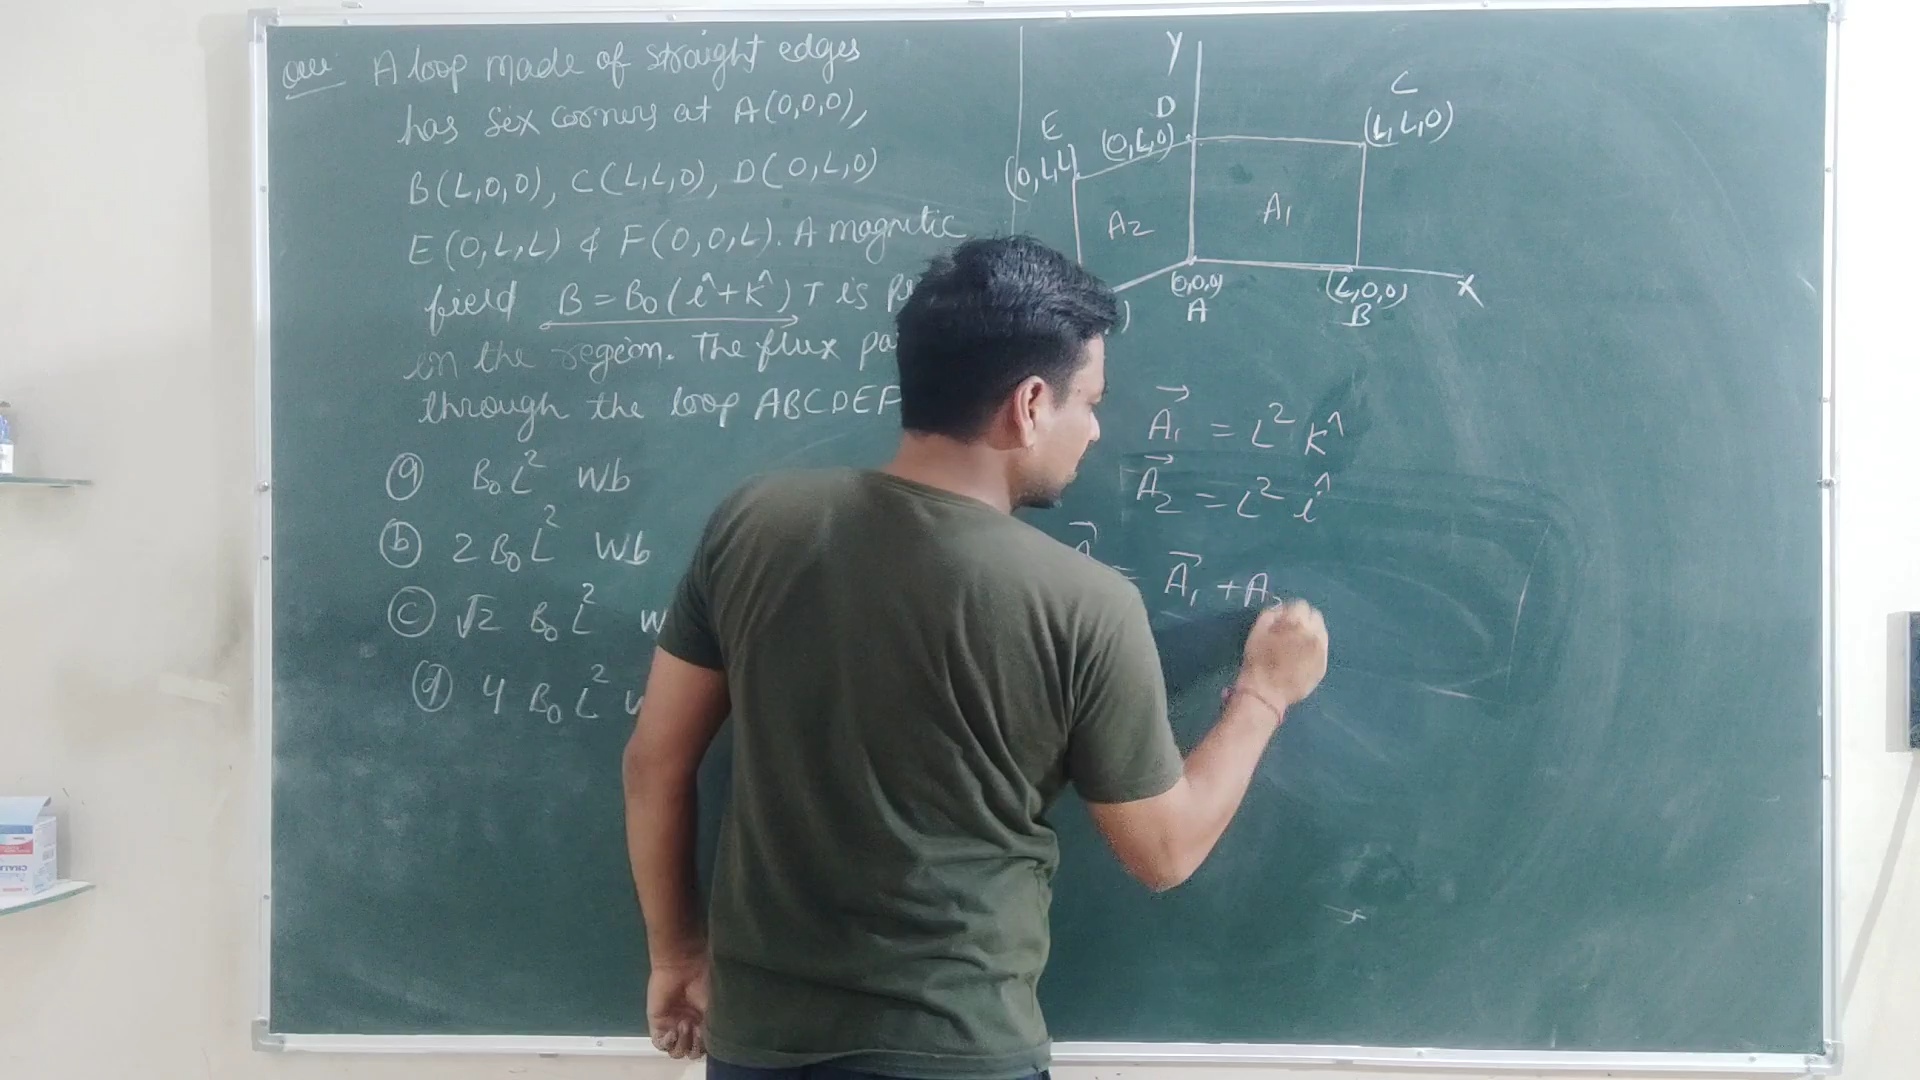 Que A loop made of straight edges
has six corners at A(0,0,0),
B(L,0,0), C(L,L,0), D(0,L,0)
E(0,L,L) & F(0,0,L). A magnetic
field B = B₀(î+k̂) T is
in the region. The flux
through the loop ABCDEF
(a) B₀L² Wb
(b) 2B₀L² Wb
(c) √2 B₀L²
(d) 4 B₀L²
Y
D
C
E
(0,L,0)
(L,L,0)
(0,L,L)
A₂
A₁
(0,0,0)
(L,0,0)
X
A
B
A₁⃗ = L² k̂
A₂⃗ = L² î
= A₁⃗ + A₂